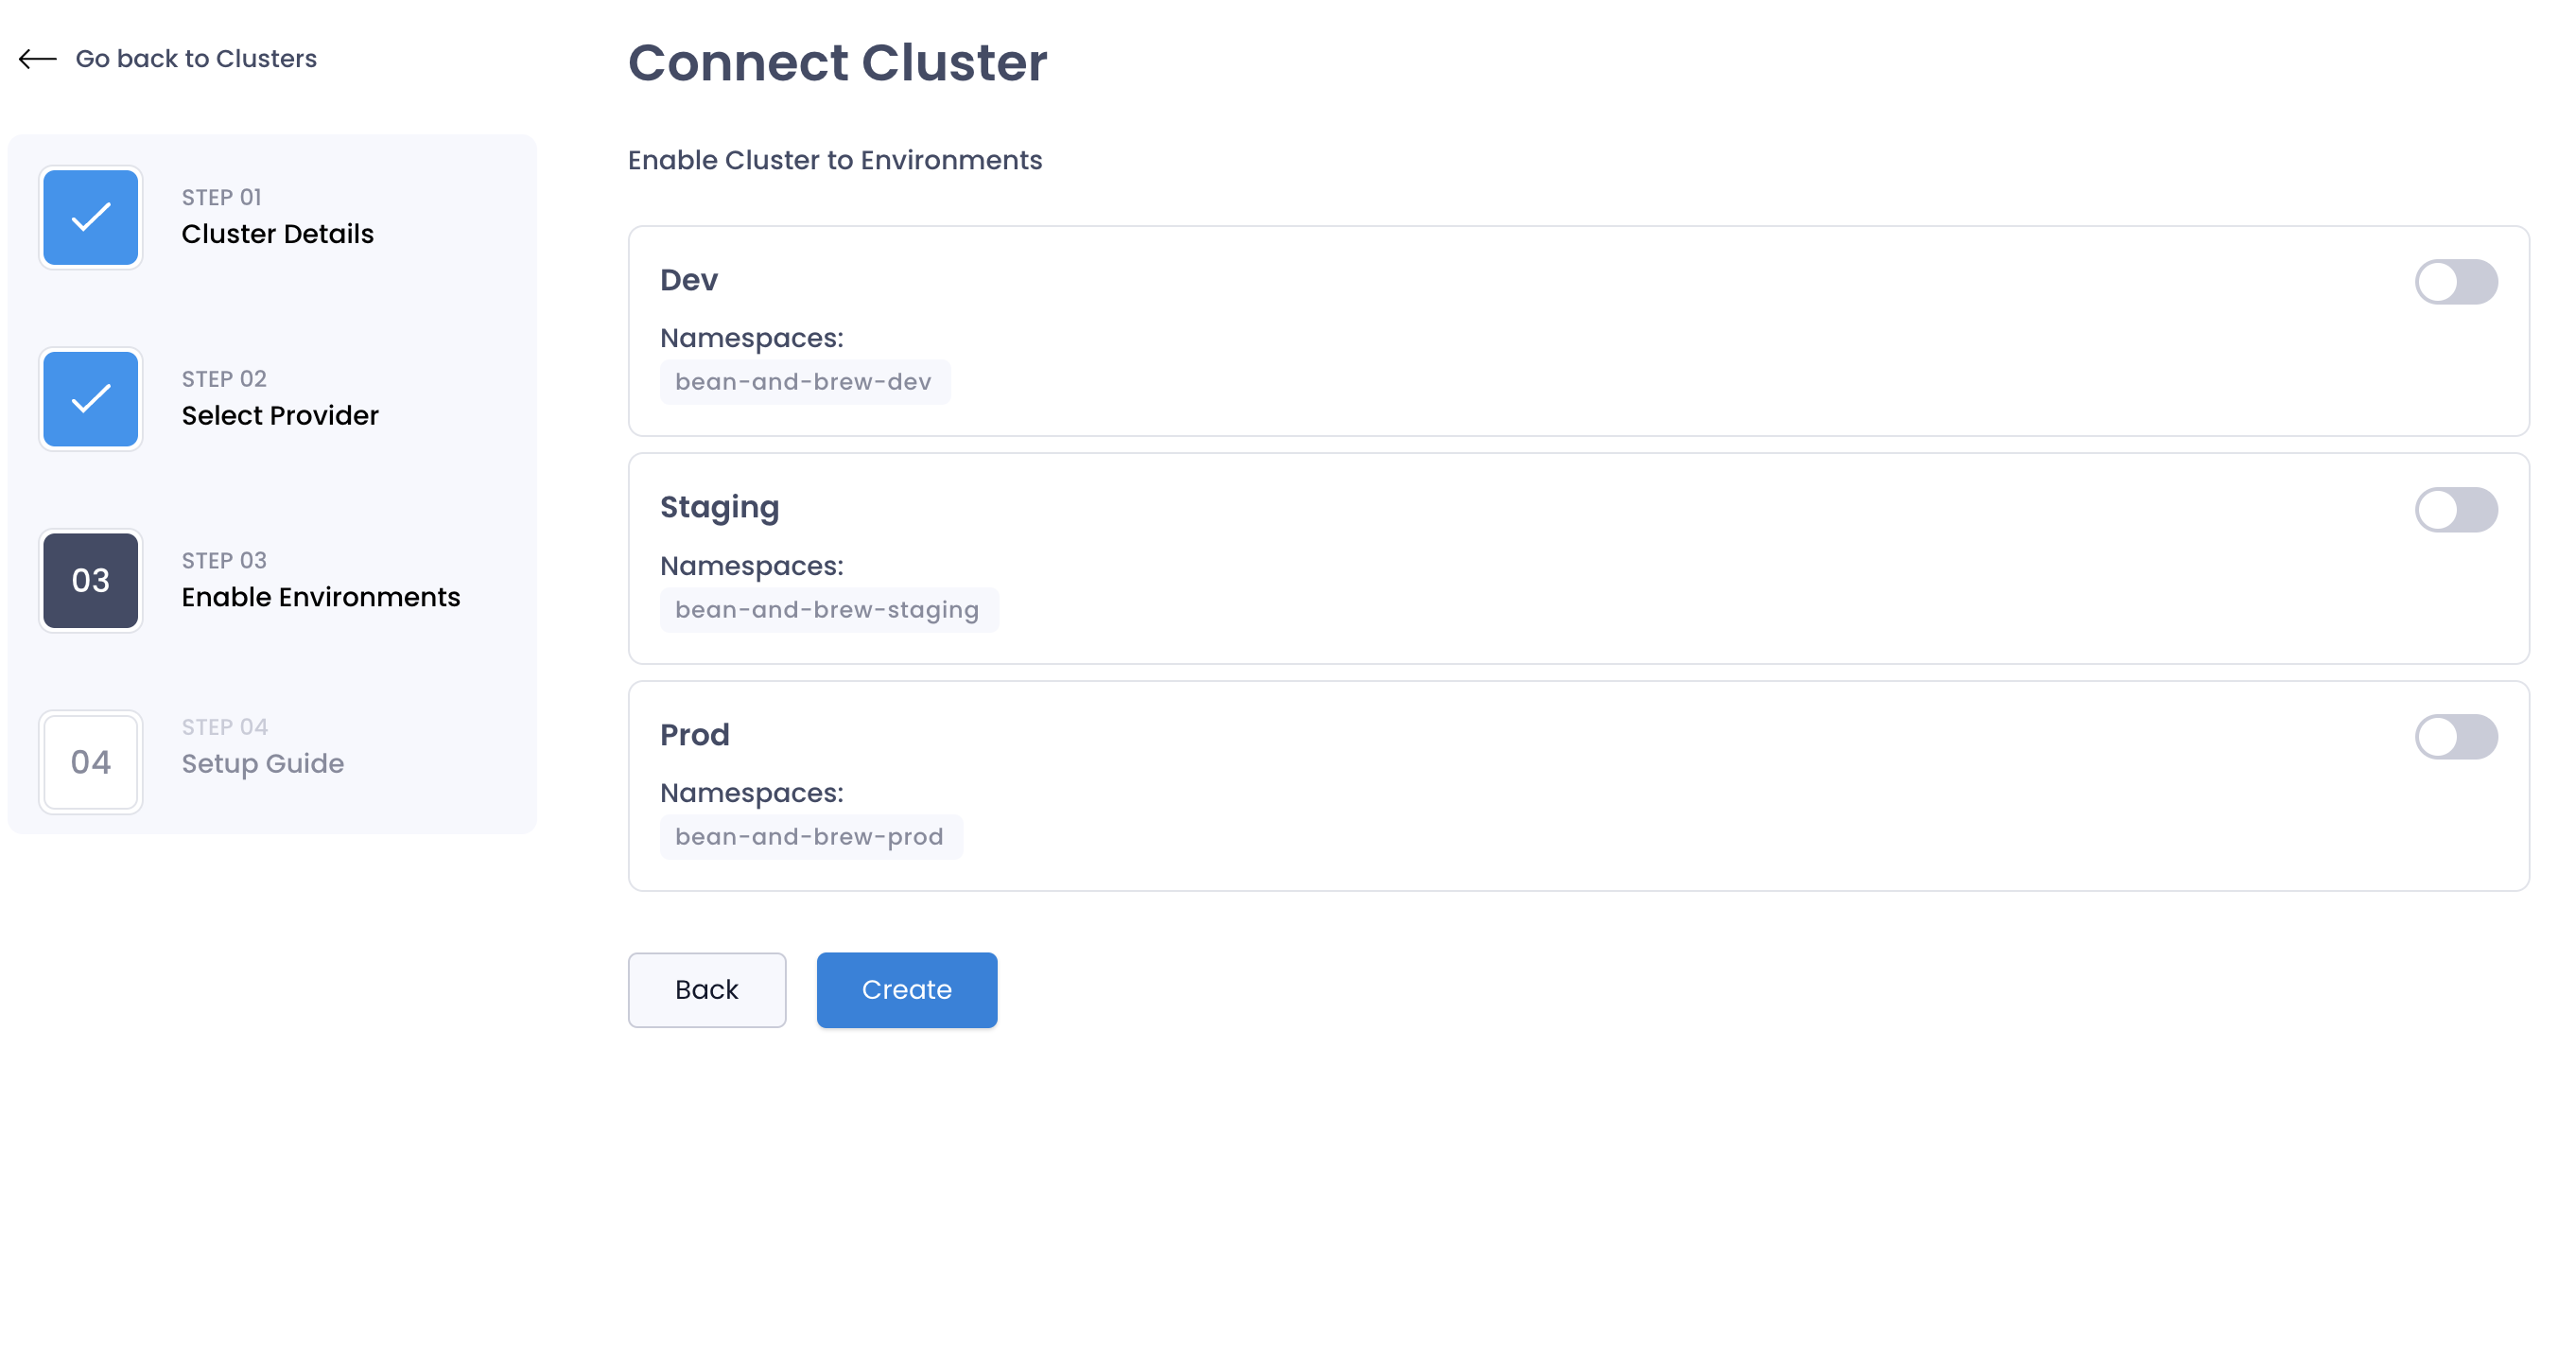 Go back to Clusters
STEP 01
Cluster Details
STEP 02
Select Provider
03
STEP 03
Enable Environments
04
STEP 04
Setup Guide
Connect Cluster
Enable Cluster to Environments
Dev
Namespaces:
bean-and-brew-dev
Staging
Namespaces:
bean-and-brew-staging
Prod
Namespaces:
bean-and-brew-prod
Back
Create